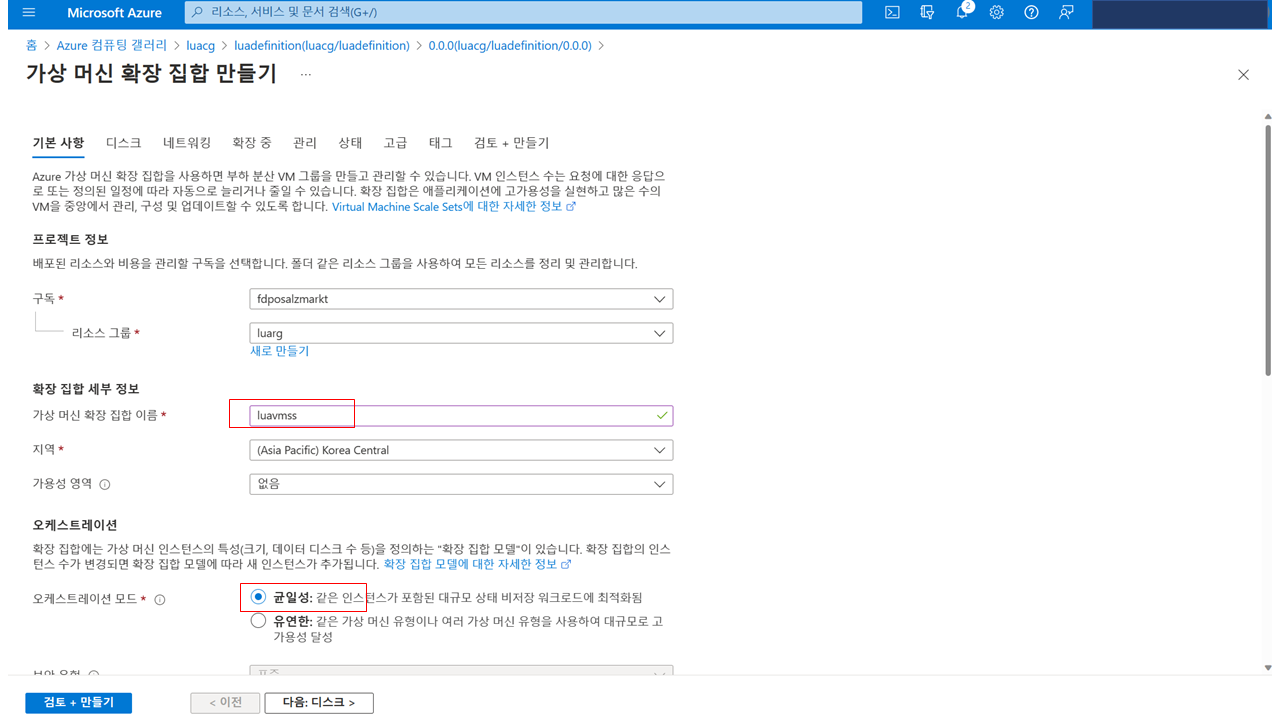 Microsoft Azure
리소스, 서비스 및 문서 검색(G+/)
2
홈 > Azure 컴퓨팅 갤러리 > luacg > luadefinition(luacg/luadefinition) > 0.0.0(luacg/luadefinition/0.0.0) >
가상 머신 확장 집합 만들기 ...
기본 사항 디스크 네트워킹 확장 중 관리 상태 고급 태그 검토 + 만들기
Azure 가상 머신 확장 집합을 사용하면 부하 분산 VM 그룹을 만들고 관리할 수 있습니다. VM 인스턴스 수는 요청에 대한 응답으
로 또는 정의된 일정에 따라 자동으로 늘리거나 줄일 수 있습니다. 확장 집합은 애플리케이션에 고가용성을 실현하고 많은 수의
VM을 중앙에서 관리, 구성 및 업데이트할 수 있도록 합니다. Virtual Machine Scale Sets에 대한 자세한 정보
프로젝트 정보
배포된 리소스와 비용을 관리할 구독을 선택합니다. 폴더 같은 리소스 그룹을 사용하여 모든 리소스를 정리 및 관리합니다.
구독 * fdposalzmarkt
리소스 그룹 * luarg
새로 만들기
확장 집합 세부 정보
가상 머신 확장 집합 이름 * luavmss
지역 * (Asia Pacific) Korea Central
가용성 영역 없음
오케스트레이션
확장 집합에는 가상 머신 인스턴스의 특성(크기, 데이터 디스크 수 등)을 정의하는 "확장 집합 모델"이 있습니다. 확장 집합의 인스
턴스 수가 변경되면 확장 집합 모델에 따라 새 인스턴스가 추가됩니다. 확장 집합 모델에 대한 자세한 정보
오케스트레이션 모드 * 균일성: 같은 인스턴스가 포함된 대규모 상태 비저장 워크로드에 최적화됨
유연한: 같은 가상 머신 유형이나 여러 가상 머신 유형을 사용하여 대규모로 고
가용성 달성
보안 유형 표준
검토 + 만들기 < 이전 다음: 디스크 >